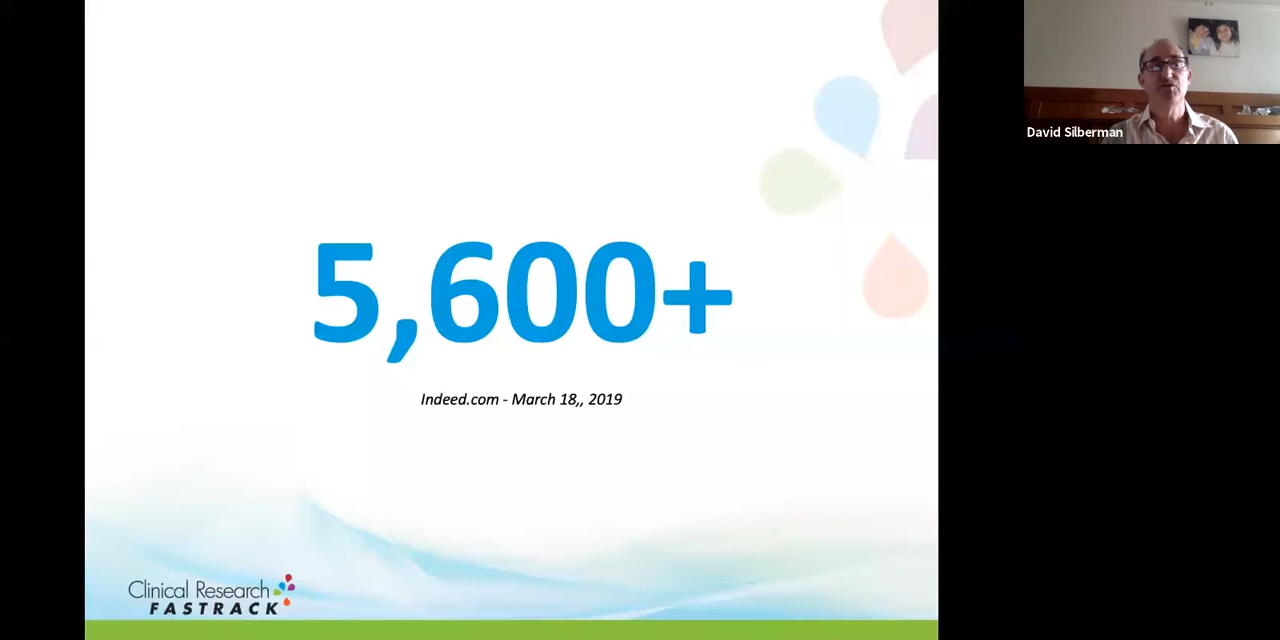 5,600+
Indeed.com - March 18,, 2019
Clinical Research
FASTRACK
David Silberman